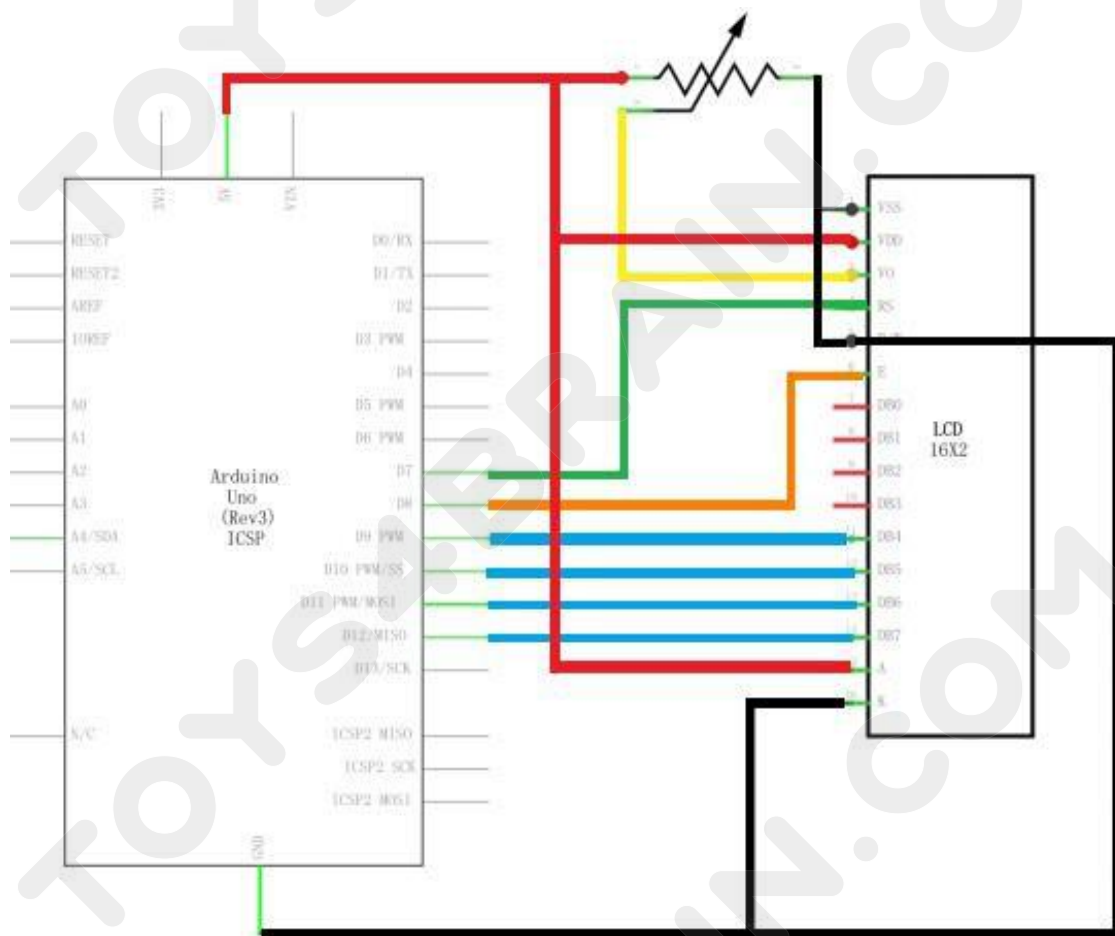 TOYS4BRAIN.COM
TOYS4BRAIN.COM
3V3
5V
VIN
RESET
RESET2
AREF
IOREF
A0
A1
A2
A3
A4/SDA
A5/SCL
N/C
Arduino
Uno
(Rev3)
ICSP
D0/RX
D1/TX
D2
D3 PWM
D4
D5 PWM
D6 PWM
D7
D8
D9 PWM
D10 PWM/SS
D11 PWM/MOSI
D12/MISO
D13/SCK
ICSP2 MISO
ICSP2 SCK
ICSP2 MOSI
GND
VSS
VDD
VO
RS
E
DB0
DB1
DB2
DB3
DB4
DB5
DB6
DB7
A
K
LCD
16X2